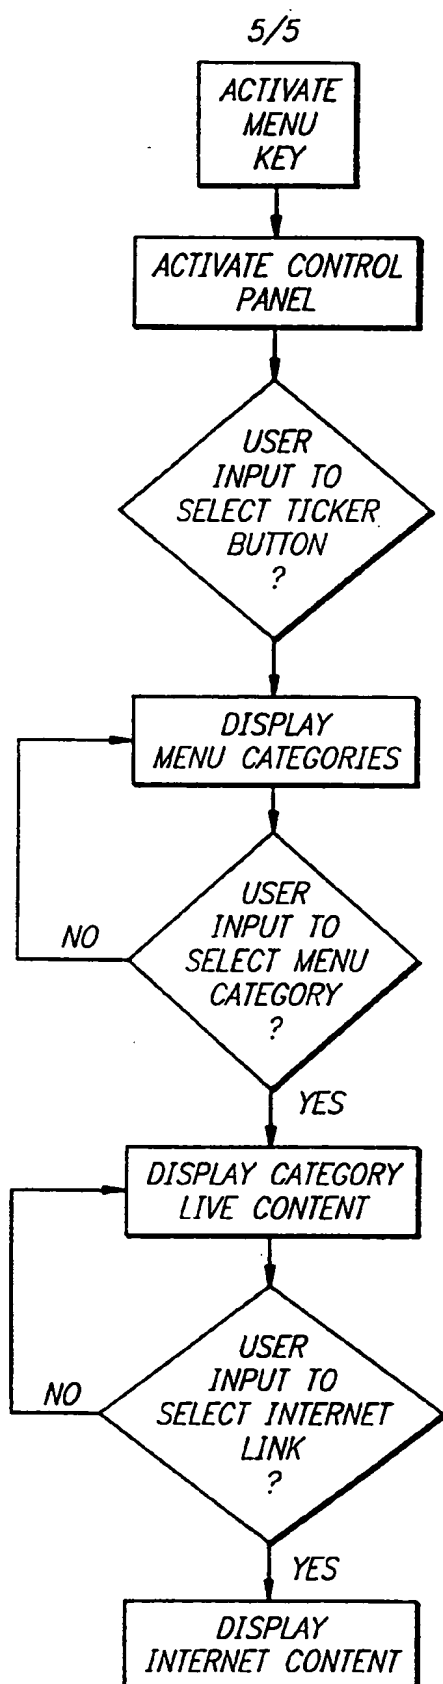 5/5
ACTIVATE
MENU
KEY
ACTIVATE CONTROL
PANEL
USER
INPUT TO
SELECT TICKER
BUTTON
?
DISPLAY
MENU CATEGORIES
USER
INPUT TO
SELECT MENU
CATEGORY
?
NO
YES
DISPLAY CATEGORY
LIVE CONTENT
USER
INPUT TO
SELECT INTERNET
LINK
?
NO
YES
DISPLAY
INTERNET CONTENT